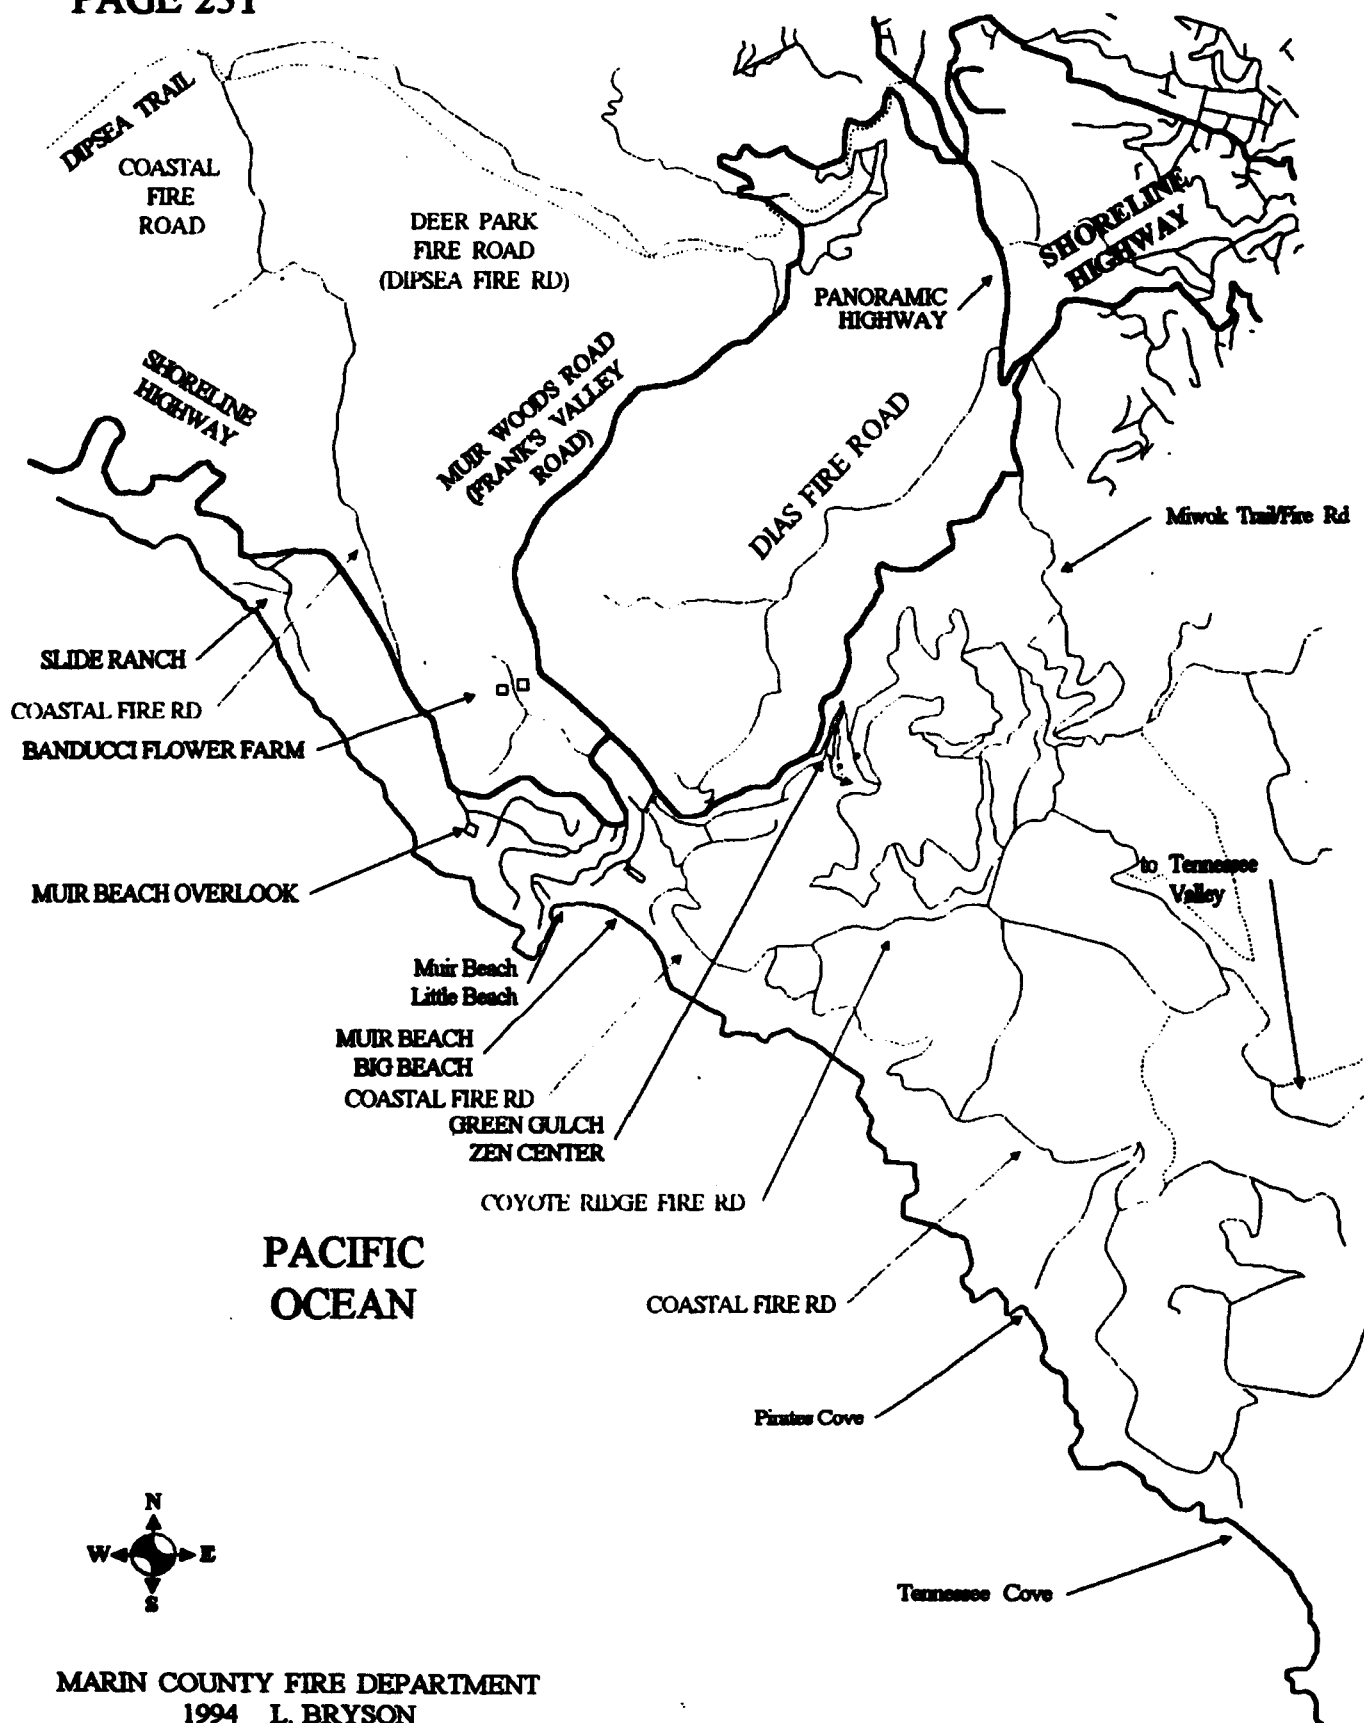 PAGE 231
DIPSEA TRAIL
COASTAL
FIRE
ROAD
DEER PARK
FIRE ROAD
(DIPSEA FIRE RD)
SHORELINE
HIGHWAY
PANORAMIC
HIGHWAY
SHORELINE
HIGHWAY
MUIR WOODS ROAD
(FRANK'S VALLEY
ROAD)
DIAS FIRE ROAD
Miwok Trail/Fire Rd
SLIDE RANCH
COASTAL FIRE RD
BANDUCCI FLOWER FARM
MUIR BEACH OVERLOOK
to Tennessee
Valley
Muir Beach
Little Beach
MUIR BEACH
BIG BEACH
COASTAL FIRE RD
GREEN GULCH
ZEN CENTER
COYOTE RIDGE FIRE RD
PACIFIC
OCEAN
COASTAL FIRE RD
Pirates Cove
Tennessee Cove
N
W E
S
MARIN COUNTY FIRE DEPARTMENT
1994 L. BRYSON